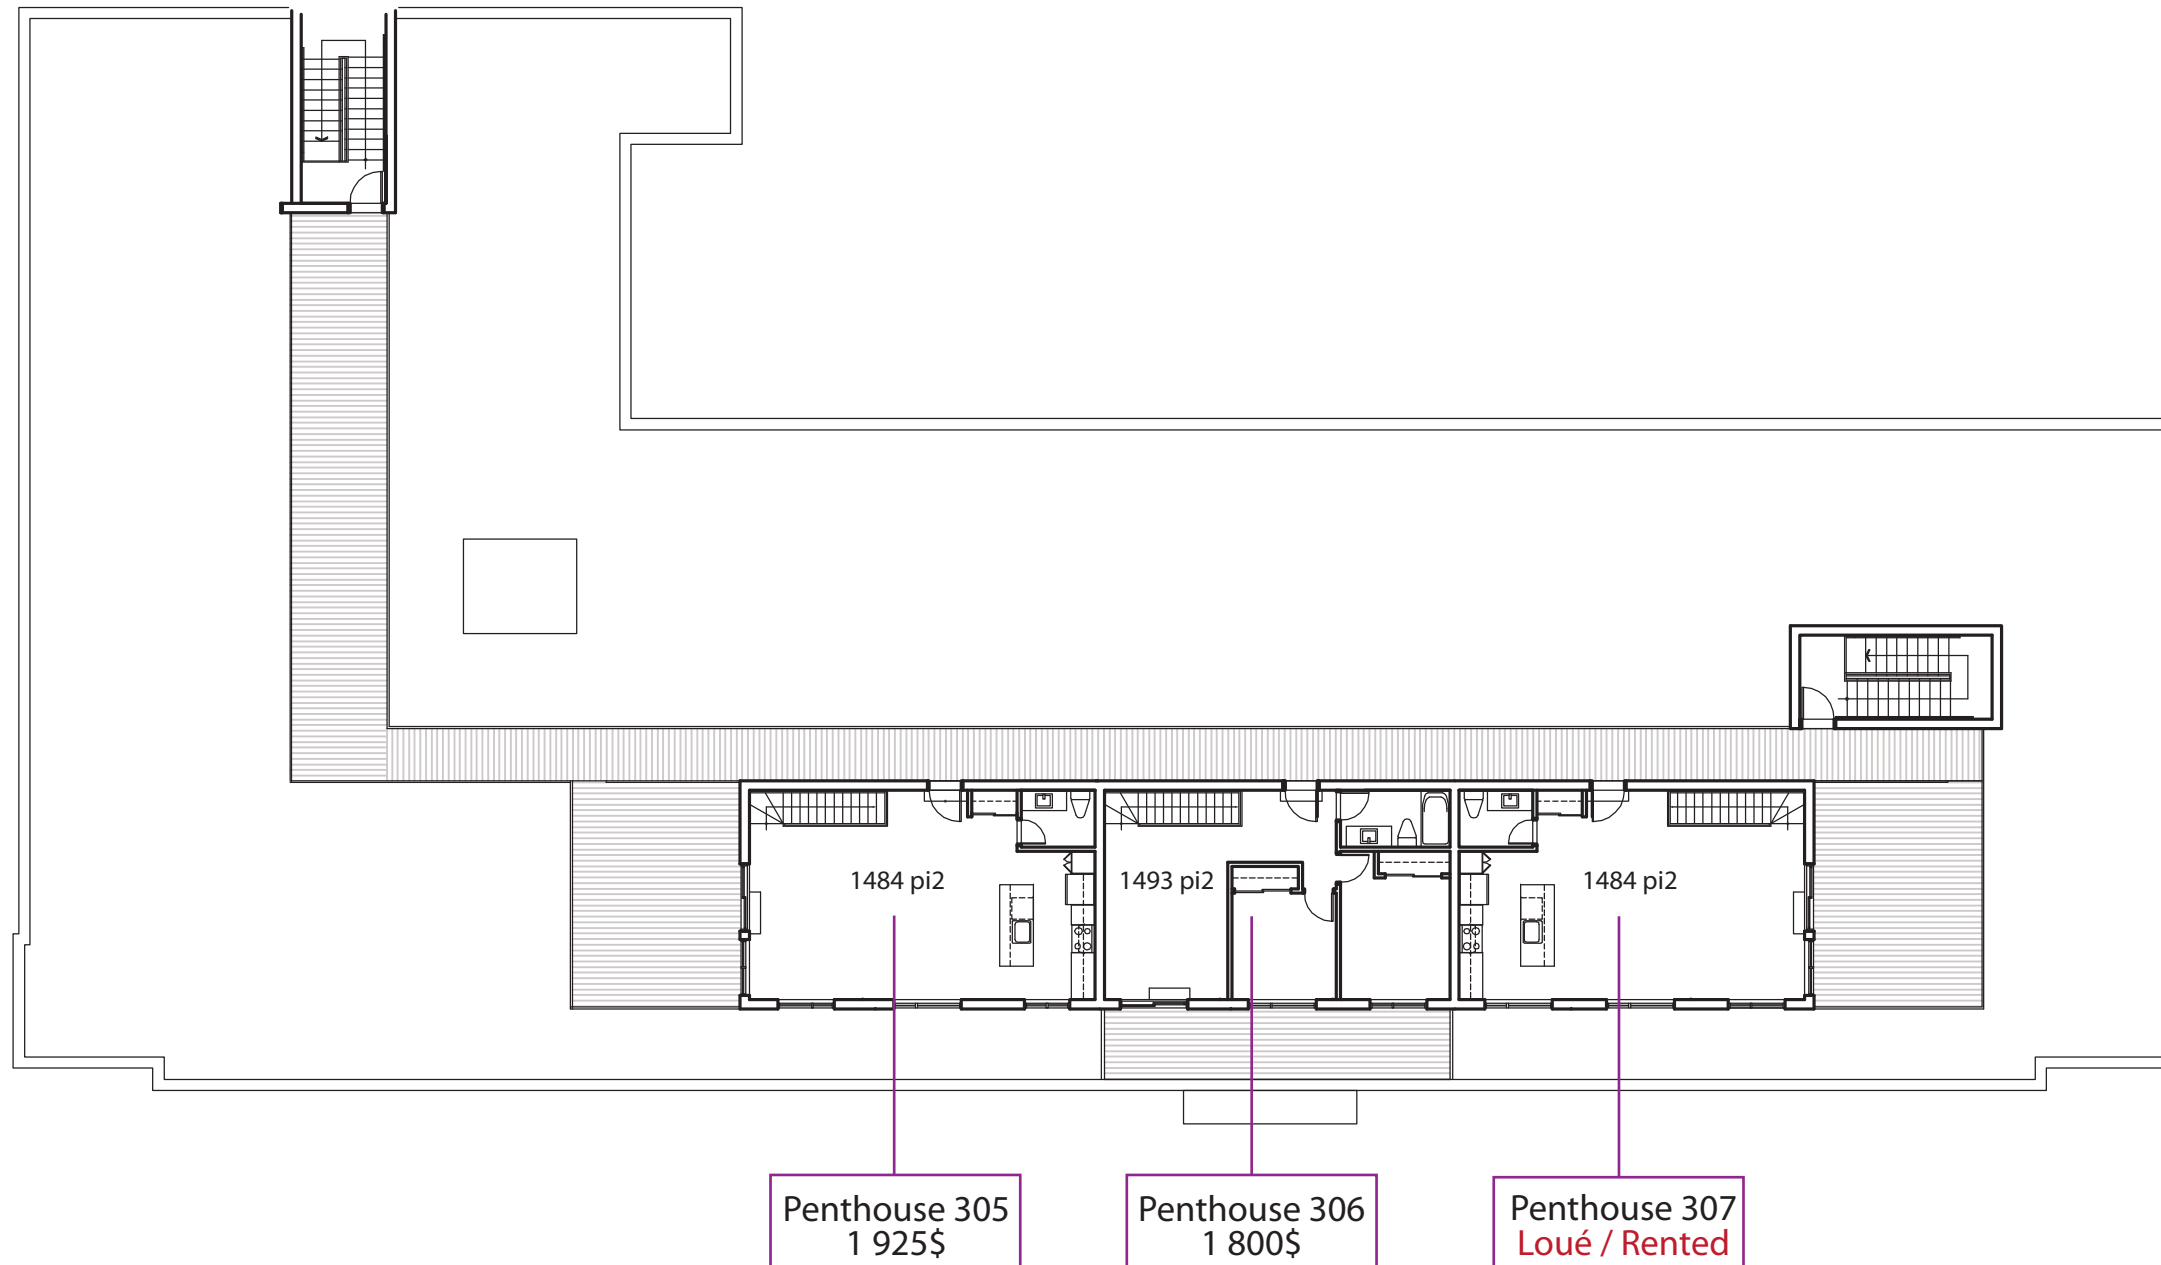 1484 pi2
1493 pi2
1484 pi2
Penthouse 305
1 925$
Penthouse 306
1 800$
Penthouse 307
Loué / Rented